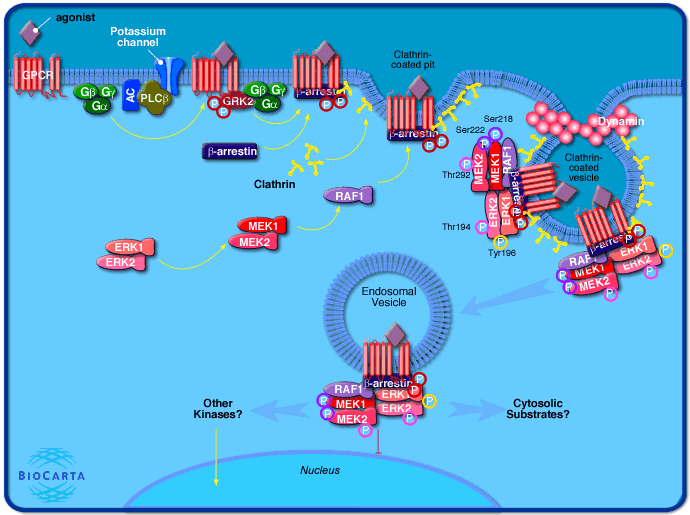 agonist
Potassium
channel
GPCR
Gβ Gγ
Gα
AC
PLCβ
P P
GRK2
Gβ Gγ
Gα
β-arrestin
P P
Clathrin-
coated pit
β-arrestin
P P
β-arrestin
Clathrin
RAF1
MEK1
MEK2
ERK1
ERK2
Ser218
Ser222
P
P
Thr292
P
MEK2
MEK1
RAF1
Thr194
P
ERK2
ERK1
P
Tyr196
β-arrestin
P
P
Dynamin
Clathrin-
coated
vesicle
β-arrestin
P
P
RAF1
ERK1
P
P
MEK1
ERK2
P
P
MEK2
P
Endosomal
Vesicle
β-arrestin
P
P
RAF1
ERK1
P
P
MEK1
ERK2
P
P
MEK2
P
Other
Kinases?
Cytosolic
Substrates?
Nucleus
BIOCARTA